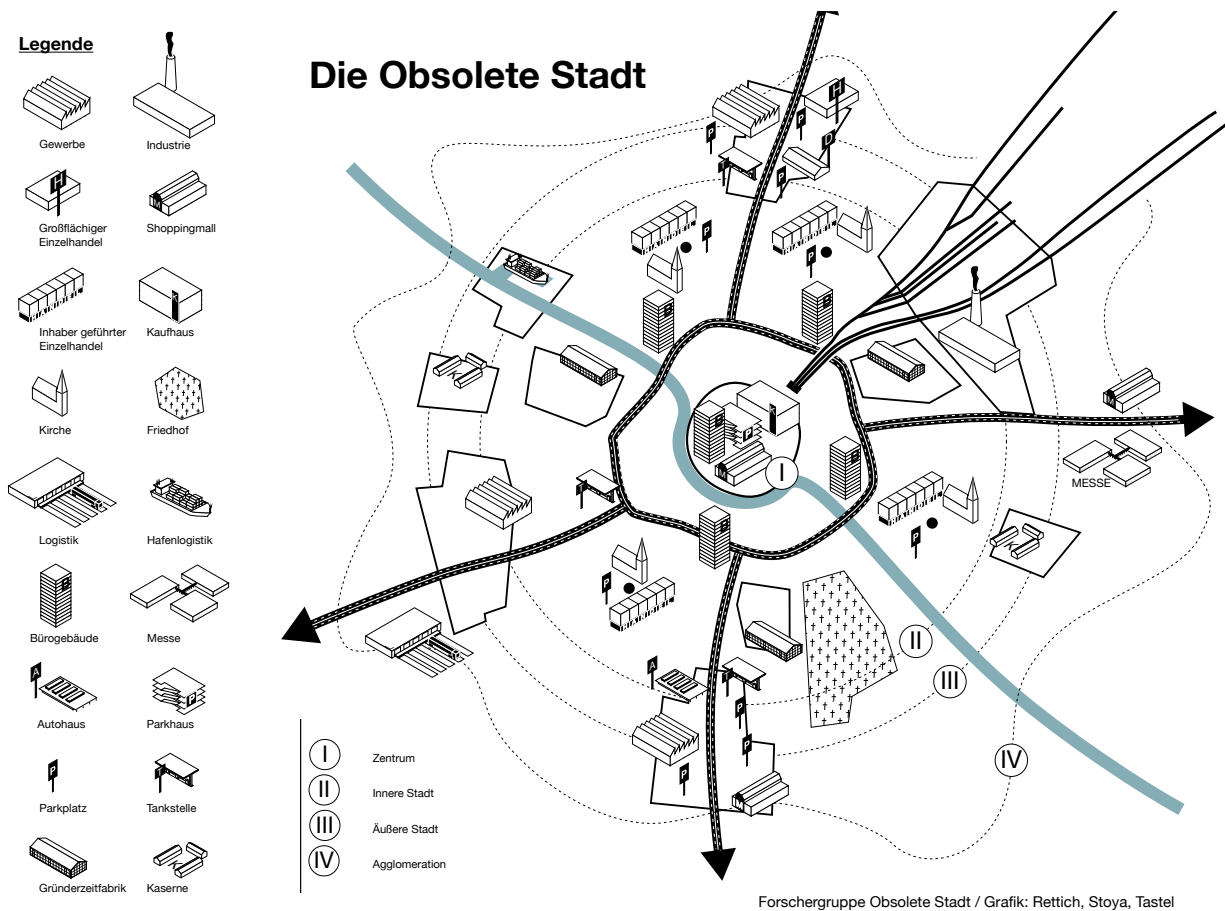 Legende
Die Obsolete Stadt
Gewerbe
Industrie
Großflächiger
Einzelhandel
Shoppingmall
Inhaber geführter
Einzelhandel
Kaufhaus
Kirche
Friedhof
Logistik
Hafenlogistik
Bürogebäude
Messe
Autohaus
Parkhaus
Parkplatz
Tankstelle
Gründerzeitfabrik
Kaserne
H
M
K
B
A
P
P
T
K
P
H
P
D
T
P
P
P
B
B
K
K
B
P
M
I
B
M
MESSE
T
B
P
K
P
II
III
A
T
P
P
P
M
IV
I
Zentrum
II
Innere Stadt
III
Äußere Stadt
IV
Agglomeration
Forschergruppe Obsolete Stadt / Grafik: Rettich, Stoya, Tastel